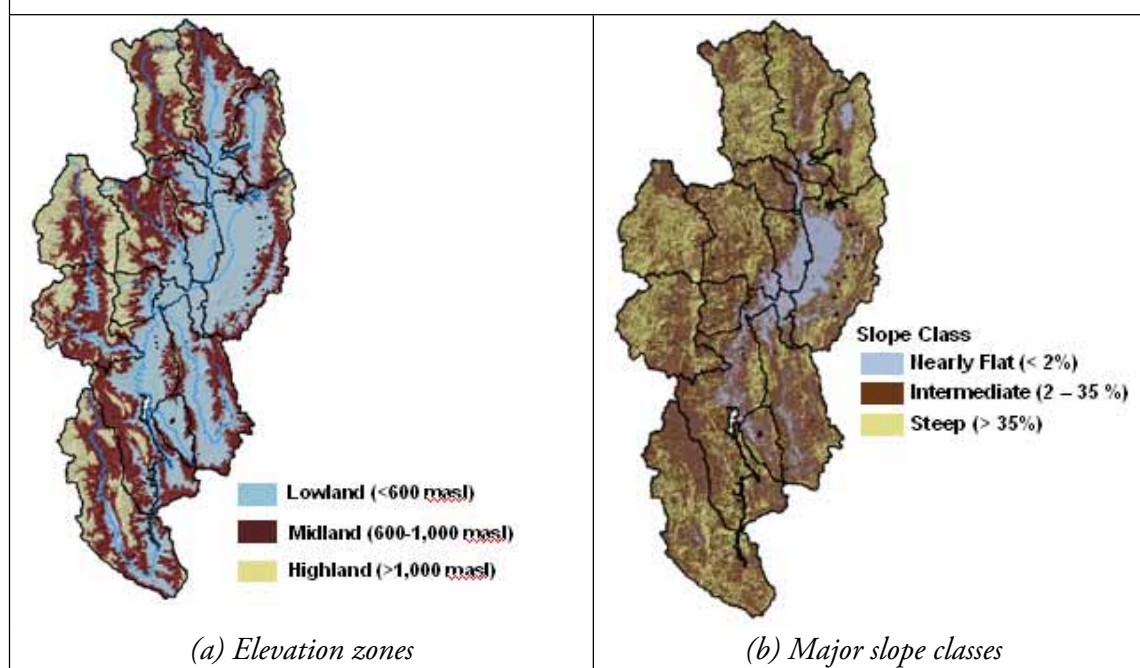 Lowland (<600 masl)
Midland (600-1,000 masl)
Highland (>1,000 masl)
(a) Elevation zones
Slope Class
Nearly Flat (< 2%)
Intermediate (2 – 35 %)
Steep (> 35%)
(b) Major slope classes